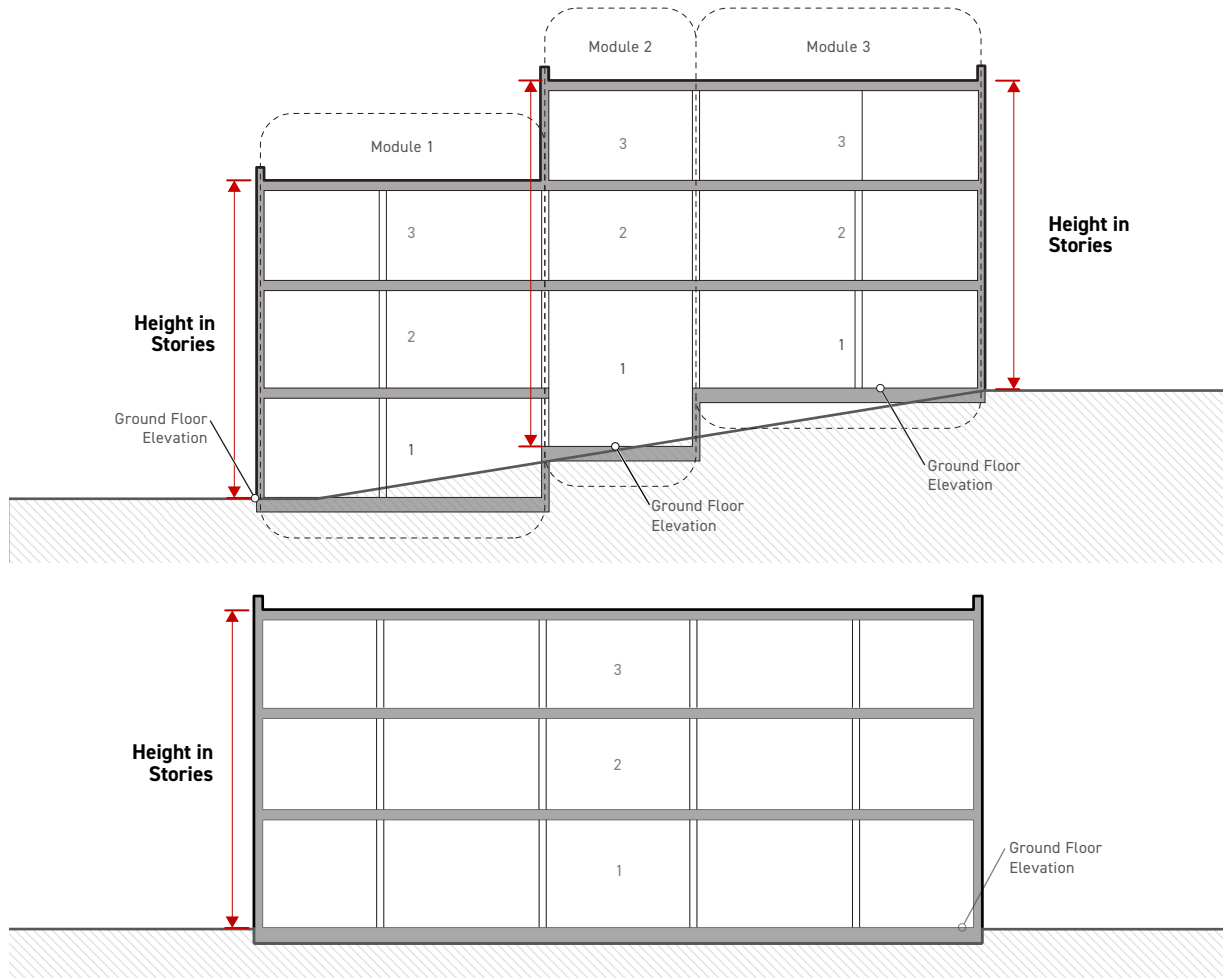 Module 2
Module 3
Module 1
3
3
3
2
2
Height in
Stories
Height in
Stories
2
1
1
Ground Floor
Elevation
1
Ground Floor
Elevation
Ground Floor
Elevation
3
Height in
Stories
2
1
Ground Floor
Elevation